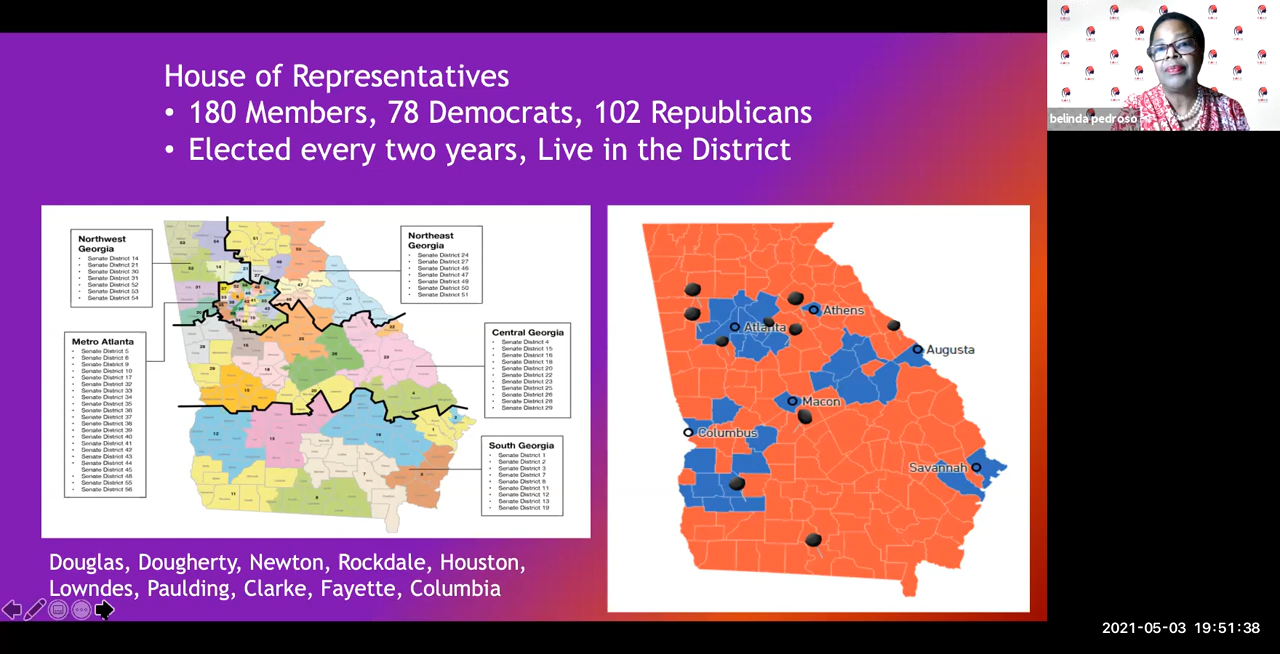 House of Representatives
• 180 Members, 78 Democrats, 102 Republicans
• Elected every two years, Live in the District
belinda pedroso
Northwest
Georgia
• Senate District 14
• Senate District 21
• Senate District 30
• Senate District 31
• Senate District 52
• Senate District 53
• Senate District 54
Northeast
Georgia
• Senate District 24
• Senate District 27
• Senate District 46
• Senate District 47
• Senate District 49
• Senate District 50
• Senate District 51
Metro Atlanta
• Senate District 5
• Senate District 6
• Senate District 9
• Senate District 10
• Senate District 17
• Senate District 32
• Senate District 33
• Senate District 34
• Senate District 35
• Senate District 36
• Senate District 37
• Senate District 38
• Senate District 39
• Senate District 40
• Senate District 41
• Senate District 42
• Senate District 43
• Senate District 44
• Senate District 45
• Senate District 48
• Senate District 55
• Senate District 56
Central Georgia
• Senate District 4
• Senate District 15
• Senate District 16
• Senate District 18
• Senate District 20
• Senate District 22
• Senate District 23
• Senate District 25
• Senate District 26
• Senate District 28
• Senate District 29
South Georgia
• Senate District 1
• Senate District 2
• Senate District 3
• Senate District 7
• Senate District 8
• Senate District 11
• Senate District 12
• Senate District 13
• Senate District 19
Atlanta
Athens
Augusta
Macon
Columbus
Savannah
Douglas, Dougherty, Newton, Rockdale, Houston,
Lowndes, Paulding, Clarke, Fayette, Columbia
2021-05-03 19:51:38